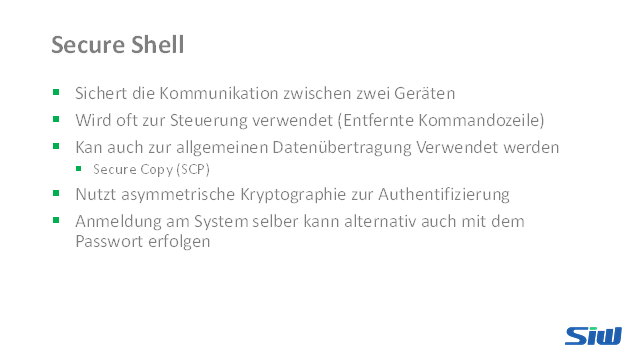 Secure Shell
Sichert die Kommunikation zwischen zwei Geräten
Wird oft zur Steuerung verwendet (Entfernte Kommandozeile)
Kan auch zur allgemeinen Datenübertragung Verwendet werden
Secure Copy (SCP)
Nutzt asymmetrische Kryptographie zur Authentifizierung
Anmeldung am System selber kann alternativ auch mit dem
Passwort erfolgen
SiW